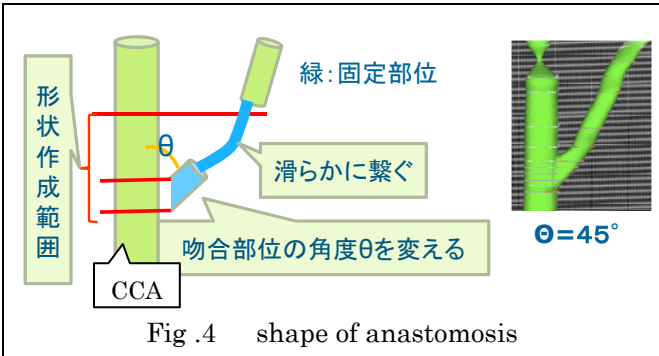 緑:固定部位
形状作成範囲
θ
滑らかに繋ぐ
吻合部位の角度θを変える
Θ=45°
CCA
Fig .4 shape of anastomosis